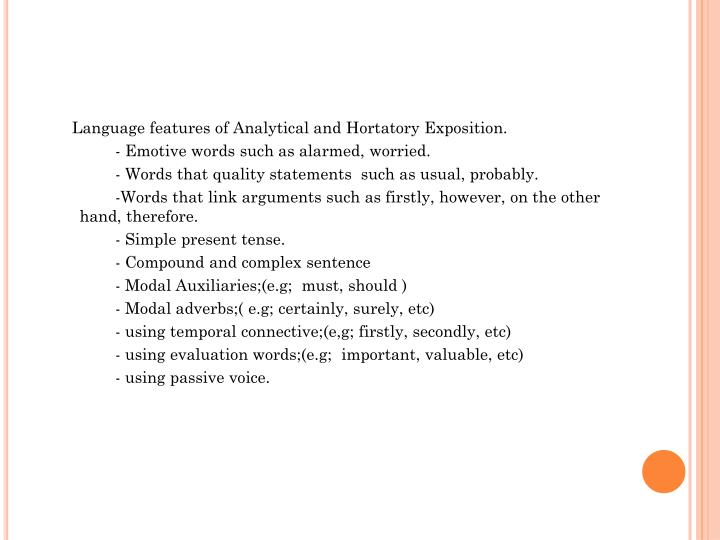 Language features of Analytical and Hortatory Exposition.
- Emotive words such as alarmed, worried.
- Words that quality statements  such as usual, probably.
-Words that link arguments such as firstly, however, on the other
hand, therefore.
- Simple present tense.
- Compound and complex sentence
- Modal Auxiliaries;(e.g;  must, should )
- Modal adverbs;( e.g; certainly, surely, etc)
- using temporal connective;(e,g; firstly, secondly, etc)
- using evaluation words;(e.g;  important, valuable, etc)
- using passive voice.